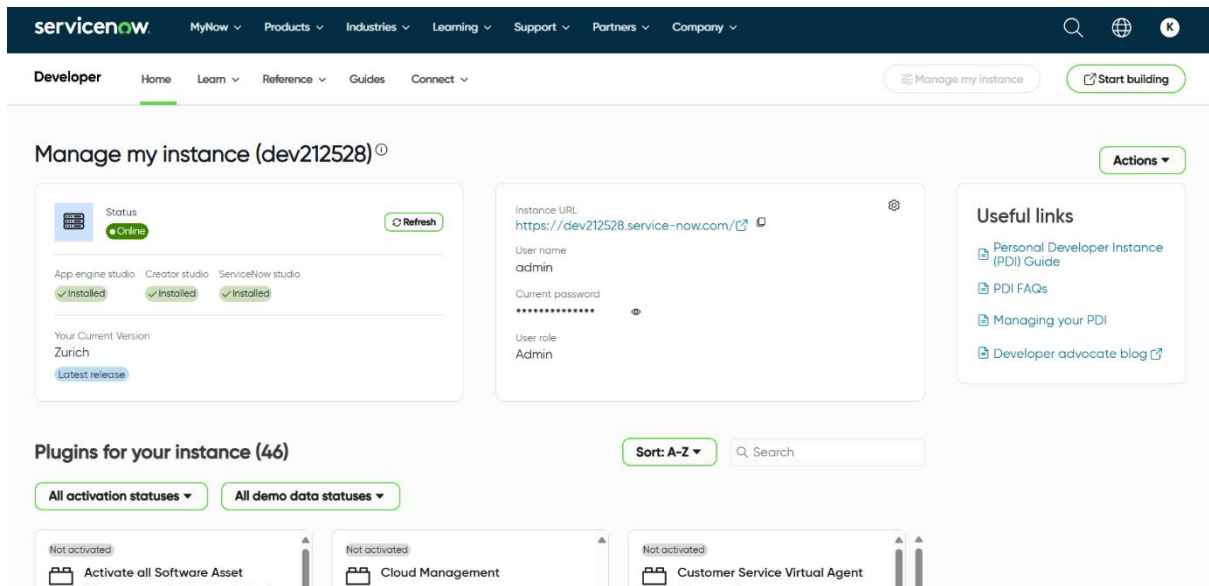 servicenow. MyNow Products Industries Learning Support Partners Company K
Developer Home Learn Reference Guides Connect Manage my instance Start building
Manage my instance (dev212528)
Actions
Status
Online
Refresh
App engine studio Creator studio ServiceNow studio
Installed Installed Installed
Your Current Version
Zurich
Latest release
Instance URL
https://dev212528.service-now.com/
User name
admin
Current password
**************
User role
Admin
Useful links
Personal Developer Instance
(PDI) Guide
PDI FAQs
Managing your PDI
Developer advocate blog
Plugins for your instance (46)
Sort: A-Z Search
All activation statuses All demo data statuses
Not activated Not activated Not activated
Activate all Software Asset Cloud Management Customer Service Virtual Agent